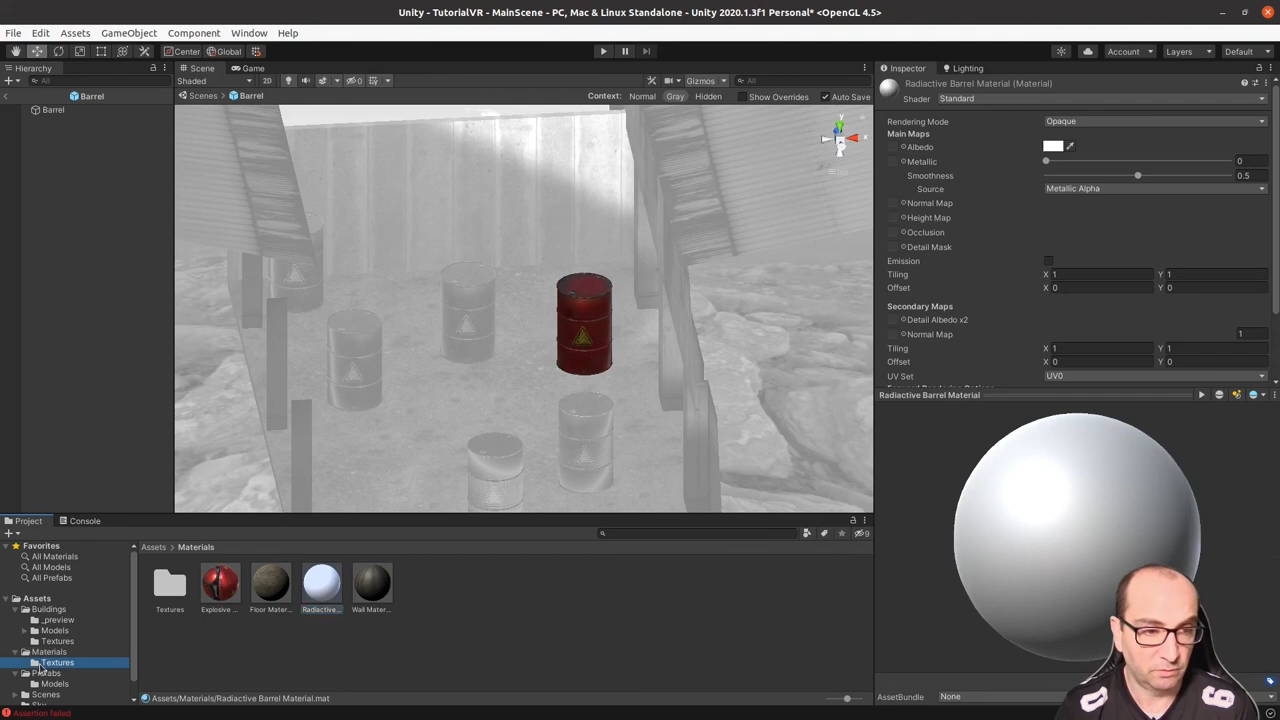 Unity - TutorialVR - MainScene - PC, Mac & Linux Standalone - Unity 2020.1.3f1 Personal* <OpenGL 4.5>
File Edit Assets GameObject Component Window Help
Center Global Account Layers Default
Hierarchy Scene Game Inspector Lighting
All Shaded 2D 0 Gizmos All
Radiactive Barrel Material (Material)
Shader Standard
Barrel Scenes Barrel Context: Normal Gray Hidden Show Overrides Auto Save
Barrel
Rendering Mode Opaque
Main Maps
Albedo
Metallic 0
Smoothness 0.5
Source Metallic Alpha
Normal Map
Height Map
Occlusion
Detail Mask
Emission
Tiling X 1 Y 1
Offset X 0 Y 0
Secondary Maps
Detail Albedo x2
Normal Map 1
Tiling X 1 Y 1
Offset X 0 Y 0
UV Set UV0
Radiactive Barrel Material
Project Console
9
Favorites
All Materials
All Models
All Prefabs
Assets
Buildings
_preview
Models
Textures
Materials
Textures
Prefabs
Models
Scenes
Assets > Materials
Textures Explosive ... Floor Mater... Radiactive... Wall Mater...
Assets/Materials/Radiactive Barrel Material.mat
AssetBundle None
Assertion failed